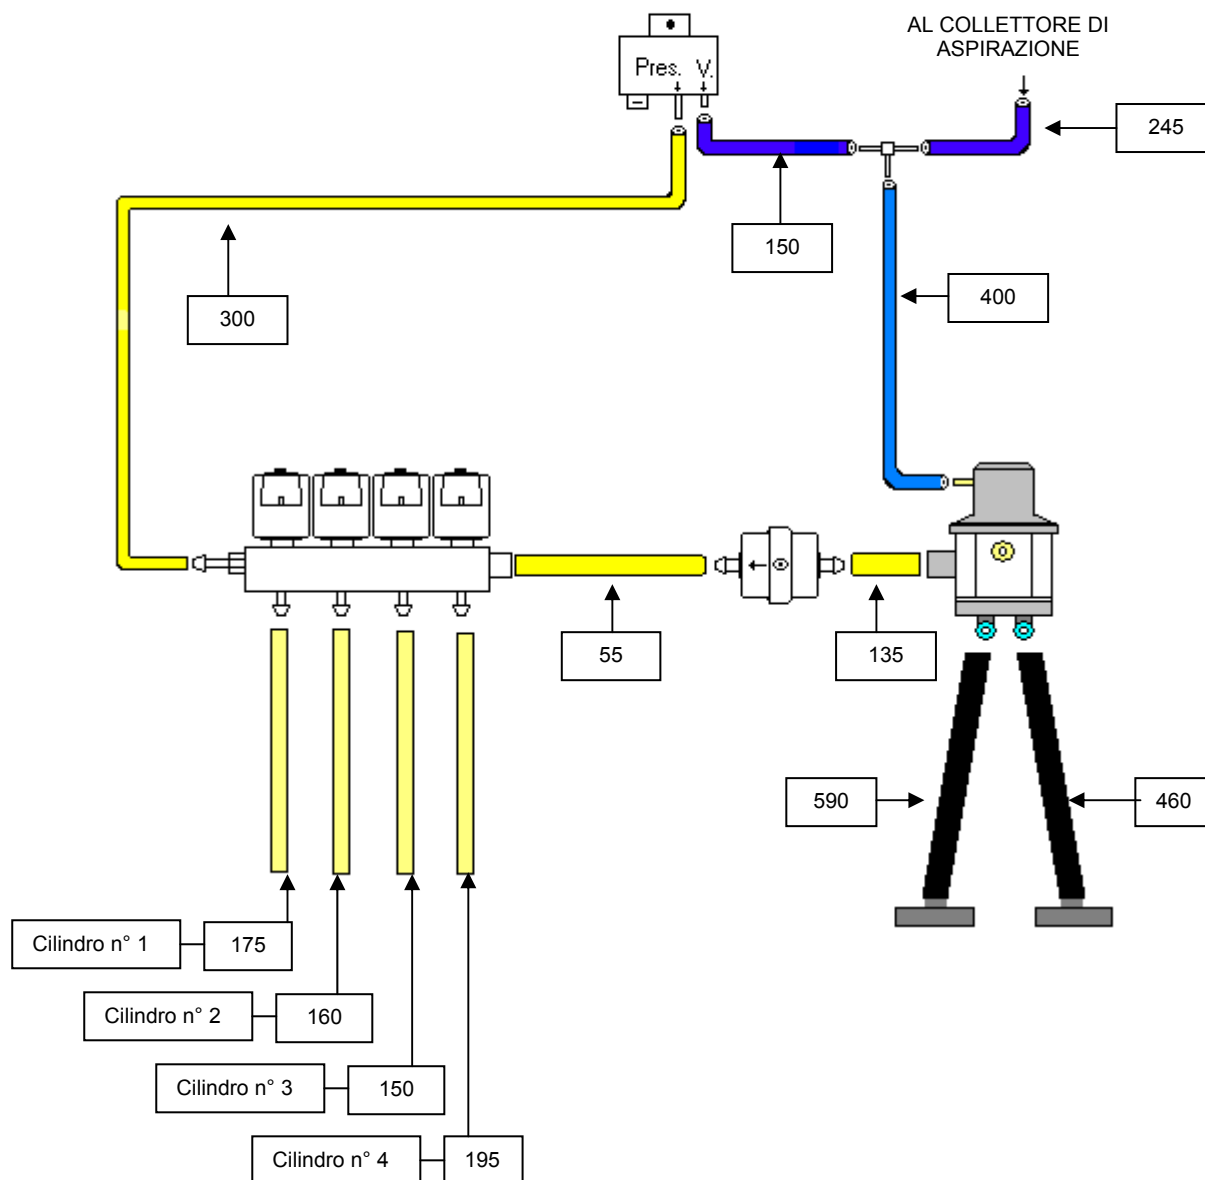 AL COLLETTORE DI
ASPIRAZIONE
Pres. V.
245
150
400
300
55
135
590
460
Cilindro n° 1 175
Cilindro n° 2 160
Cilindro n° 3 150
Cilindro n° 4 195